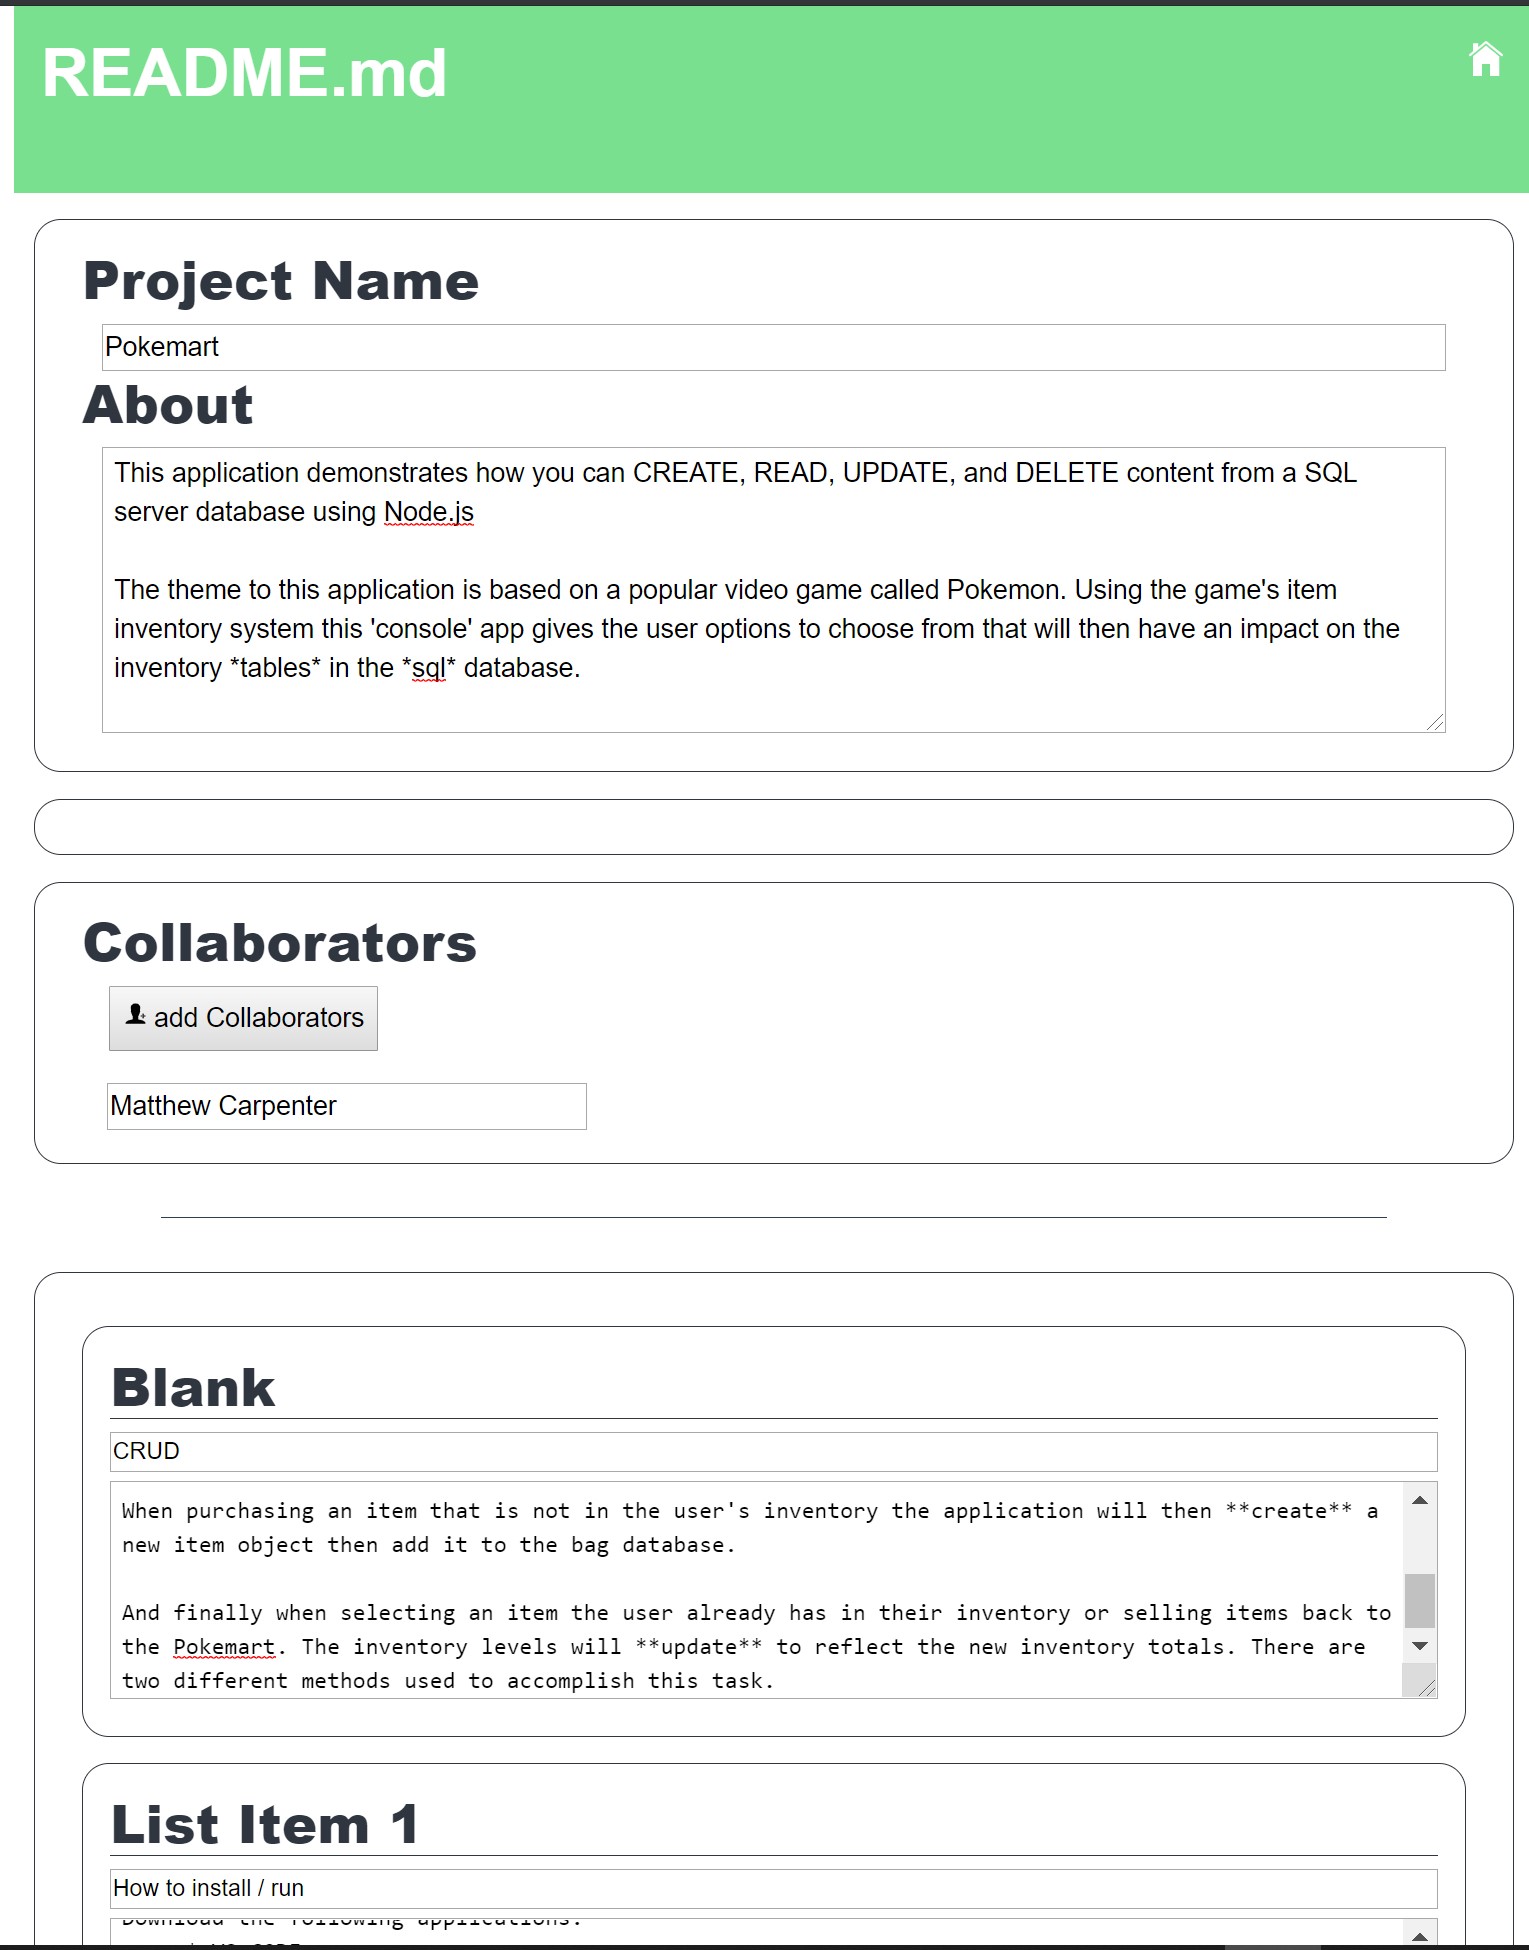 README.md
Project Name
Pokemart
About
This application demonstrates how you can CREATE, READ, UPDATE, and DELETE content from a SQL
server database using Node.js
The theme to this application is based on a popular video game called Pokemon. Using the game's item
inventory system this 'console' app gives the user options to choose from that will then have an impact on the
inventory *tables* in the *sql* database.
Collaborators
add Collaborators
Matthew Carpenter
Blank
CRUD
When purchasing an item that is not in the user's inventory the application will then **create** a
new item object then add it to the bag database.
And finally when selecting an item the user already has in their inventory or selling items back to
the Pokemart. The inventory levels will **update** to reflect the new inventory totals. There are
two different methods used to accomplish this task.
List Item 1
How to install / run
Download the following applications: